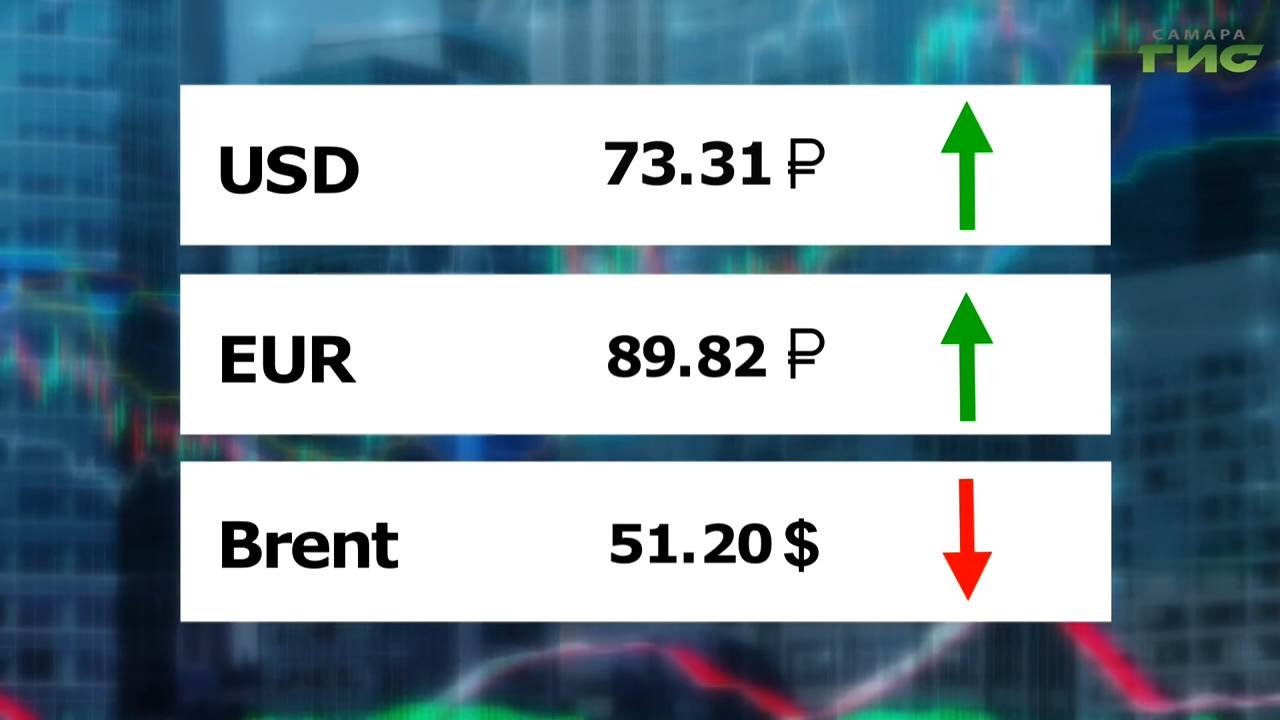 САМАРА
ГИС
USD 73.31 ₽
EUR 89.82 ₽
Brent 51.20 $